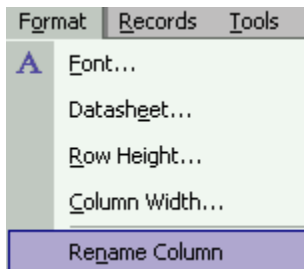 Format Records Tools
Font...
Datasheet...
Row Height...
Column Width...
Rename Column